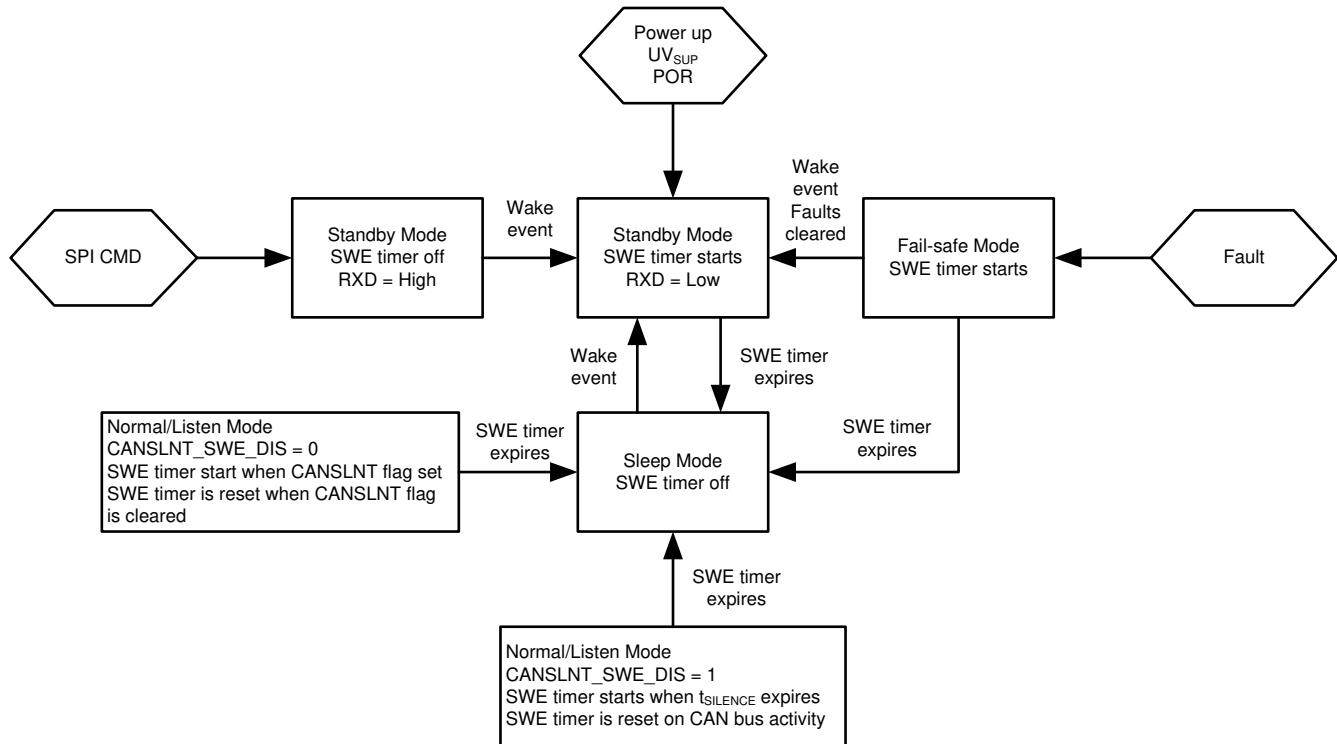 Power up
UVSUP
POR
SPI CMD
Standby Mode
SWE timer off
RXD = High
Wake
event
Standby Mode
SWE timer starts
RXD = Low
Wake
event
Faults
cleared
Fail-safe Mode
SWE timer starts
Fault
Wake
event
SWE timer
expires
Normal/Listen Mode
CANSLNT_SWE_DIS = 0
SWE timer start when CANSLNT flag set
SWE timer is reset when CANSLNT flag
is cleared
SWE timer
expires
Sleep Mode
SWE timer off
SWE timer
expires
SWE timer
expires
Normal/Listen Mode
CANSLNT_SWE_DIS = 1
SWE timer starts when tSILENCE expires
SWE timer is reset on CAN bus activity